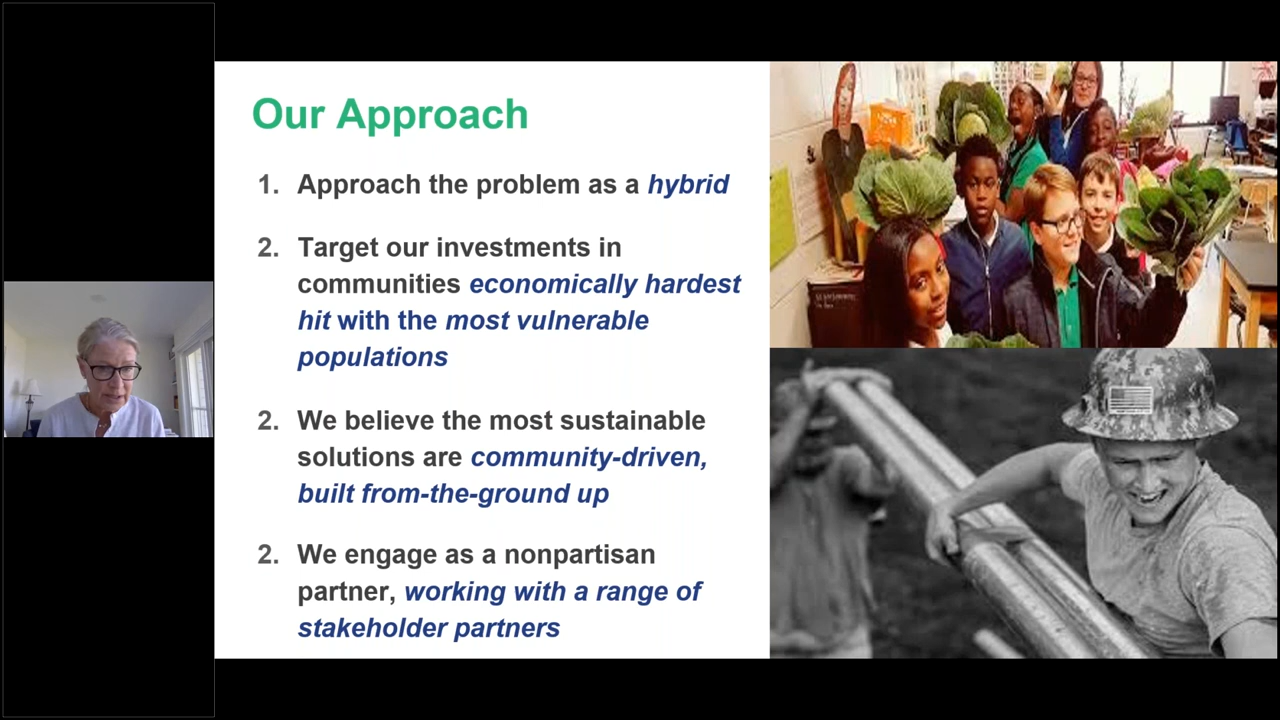 Our Approach
1. Approach the problem as a hybrid
2. Target our investments in
communities economically hardest
hit with the most vulnerable
populations
2. We believe the most sustainable
solutions are community-driven,
built from-the-ground up
2. We engage as a nonpartisan
partner, working with a range of
stakeholder partners